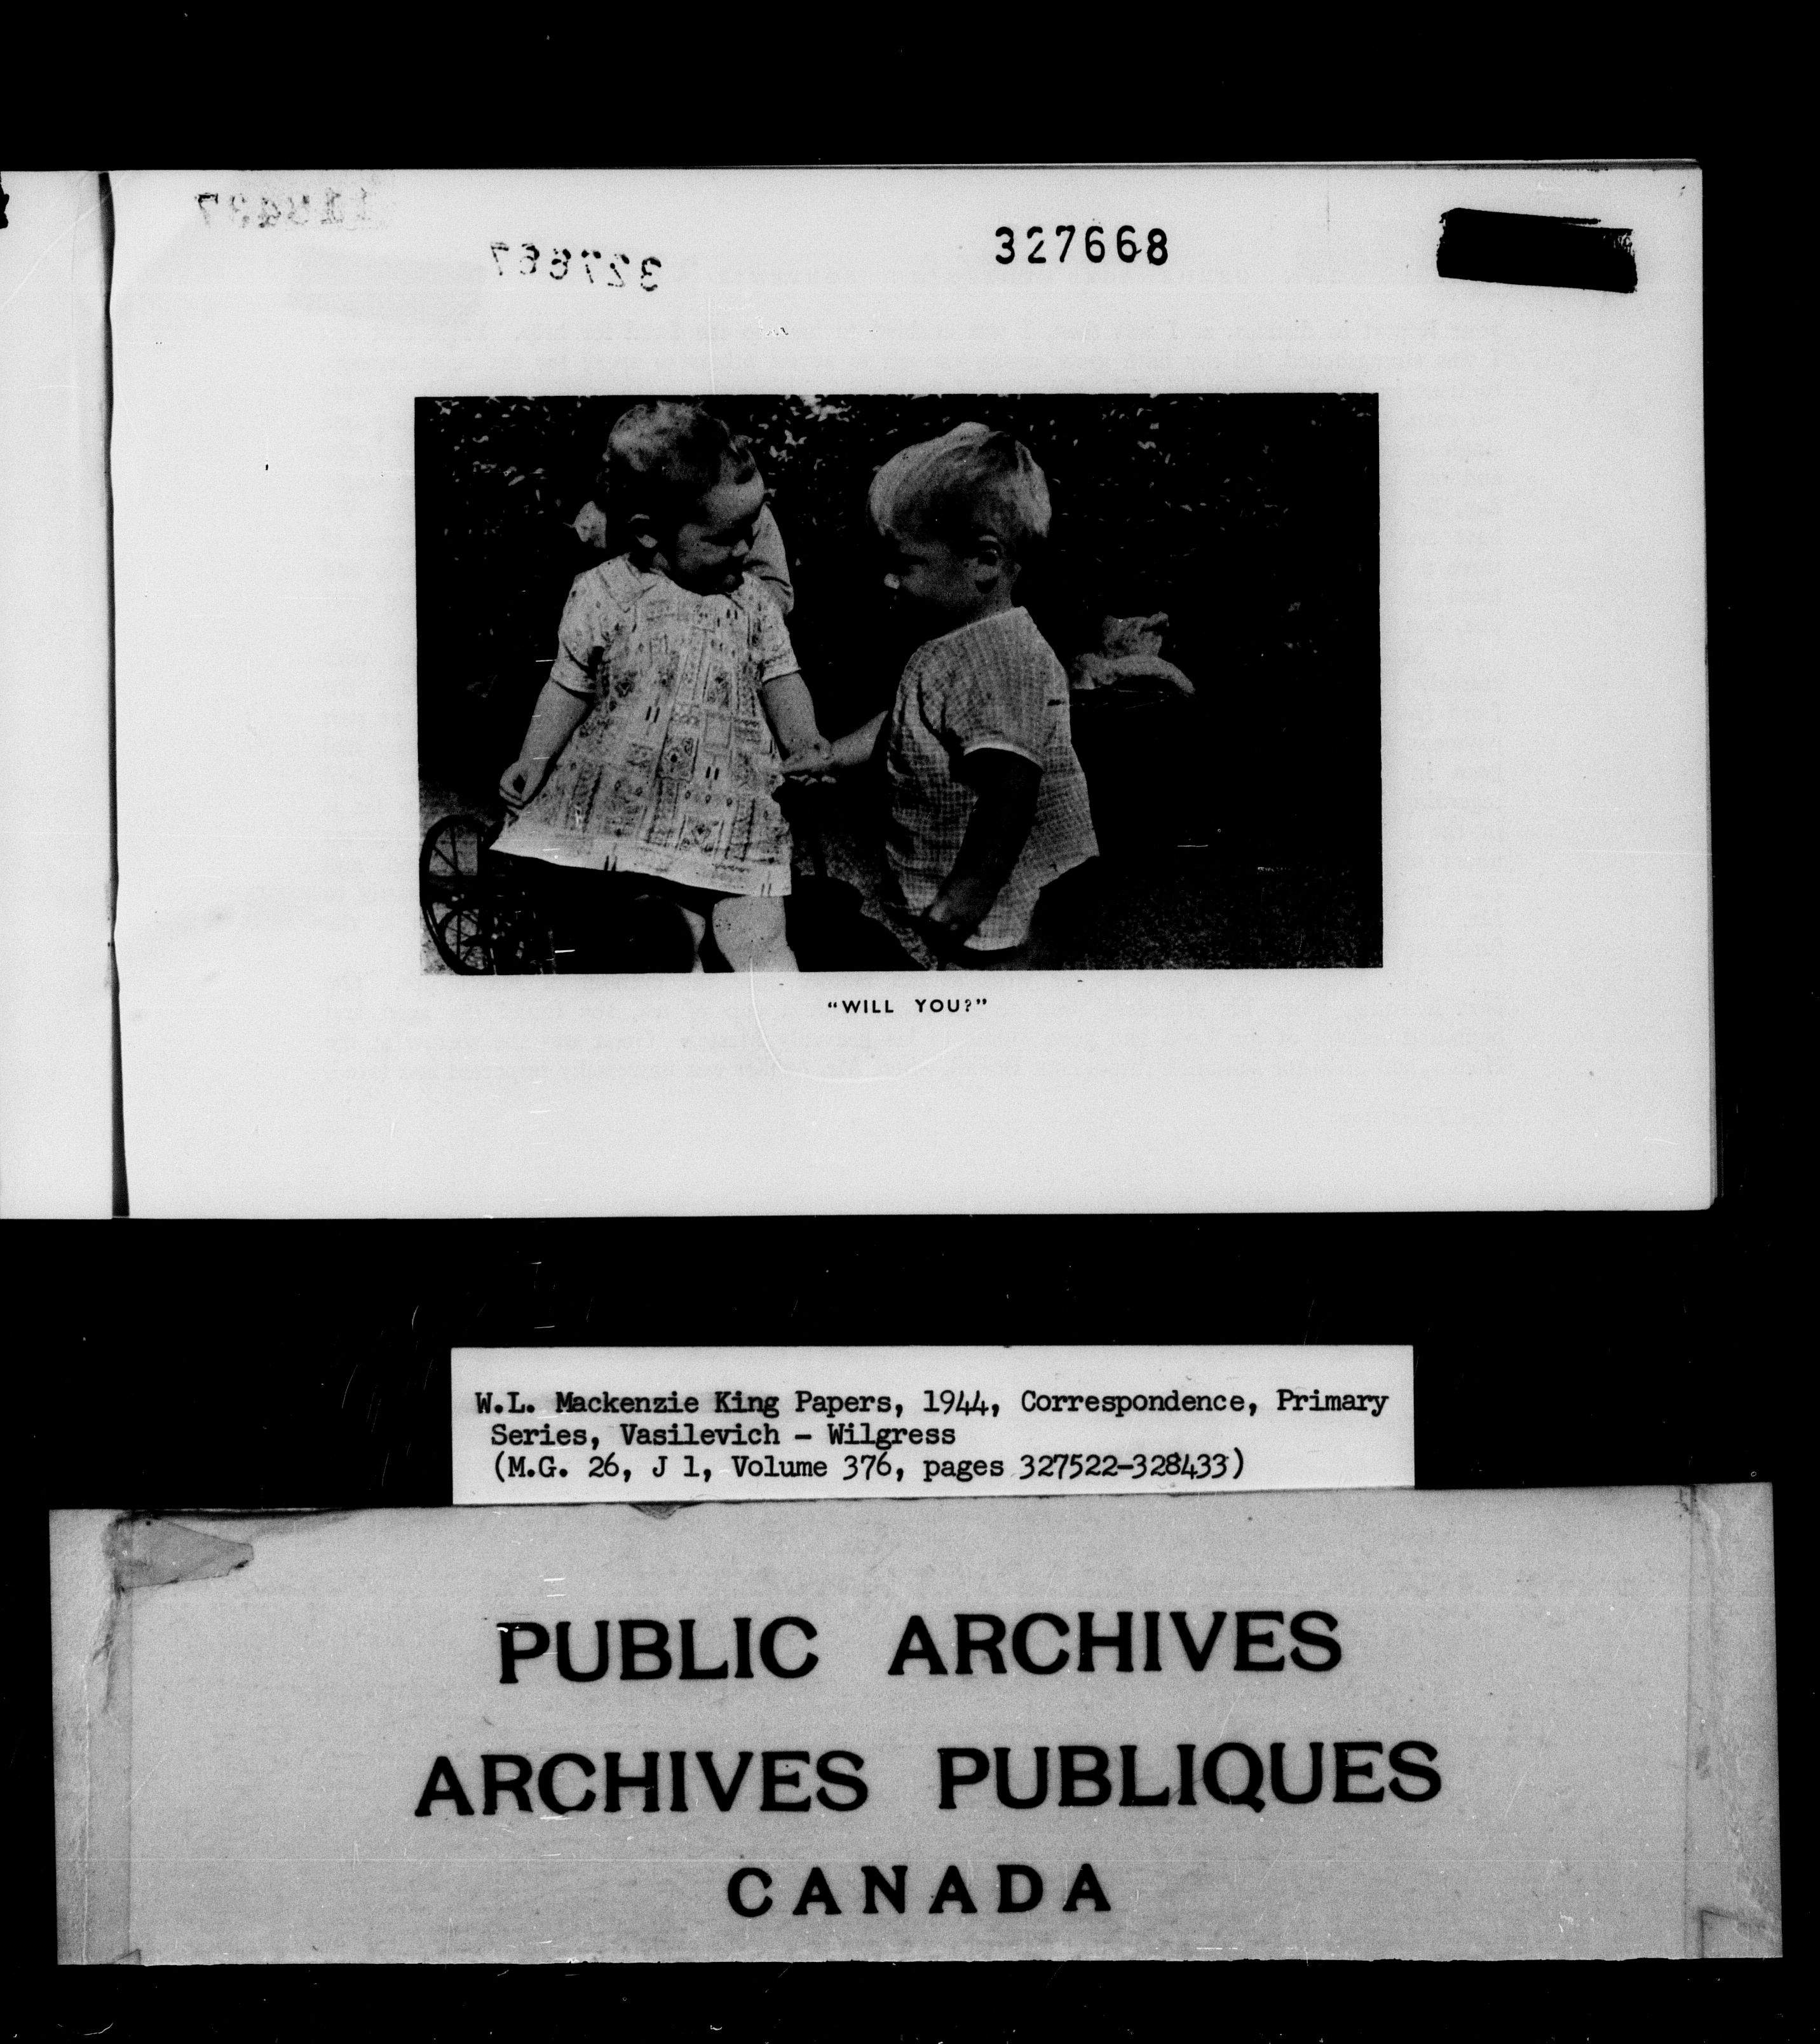 327667
327668
“WILL YOU?”
W.L. Mackenzie King Papers, 1944, Correspondence, Primary
Series, Vasilevich - Wilgress
(M.G. 26, J 1, Volume 376, pages 327522-328433)
PUBLIC ARCHIVES
ARCHIVES PUBLIQUES
CANADA